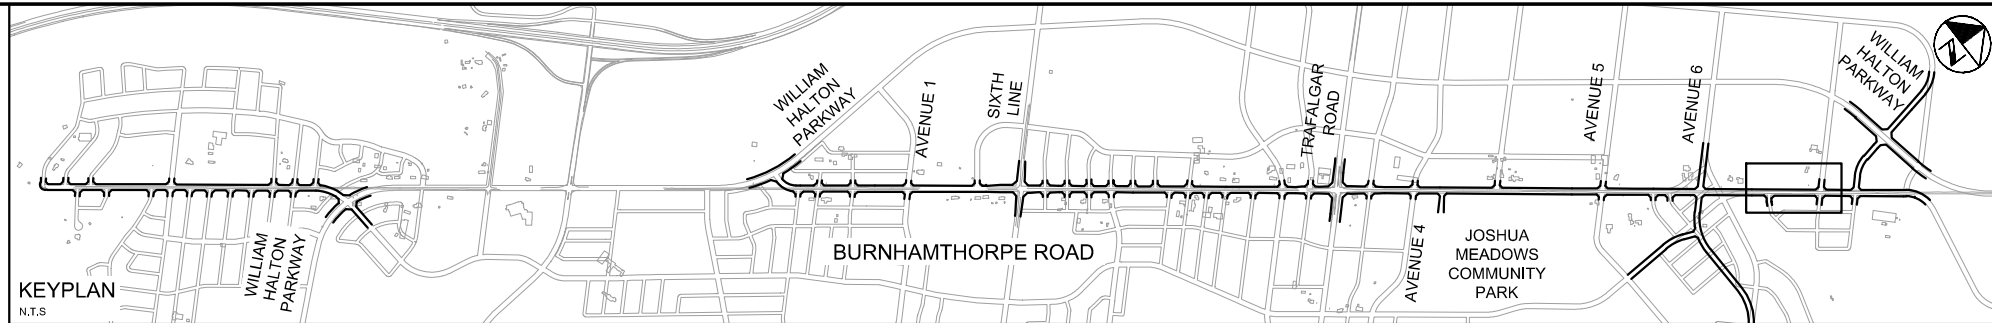 WILLIAM
HALTON
PARKWAY
AVENUE 1
SIXTH
LINE
TRAFALGAR
ROAD
AVENUE 5
AVENUE 6
WILLIAM
HALTON
PARKWAY
N
WILLIAM
HALTON
PARKWAY
BURNHAMTHORPE ROAD
AVENUE 4
JOSHUA
MEADOWS
COMMUNITY
PARK
KEYPLAN
N.T.S